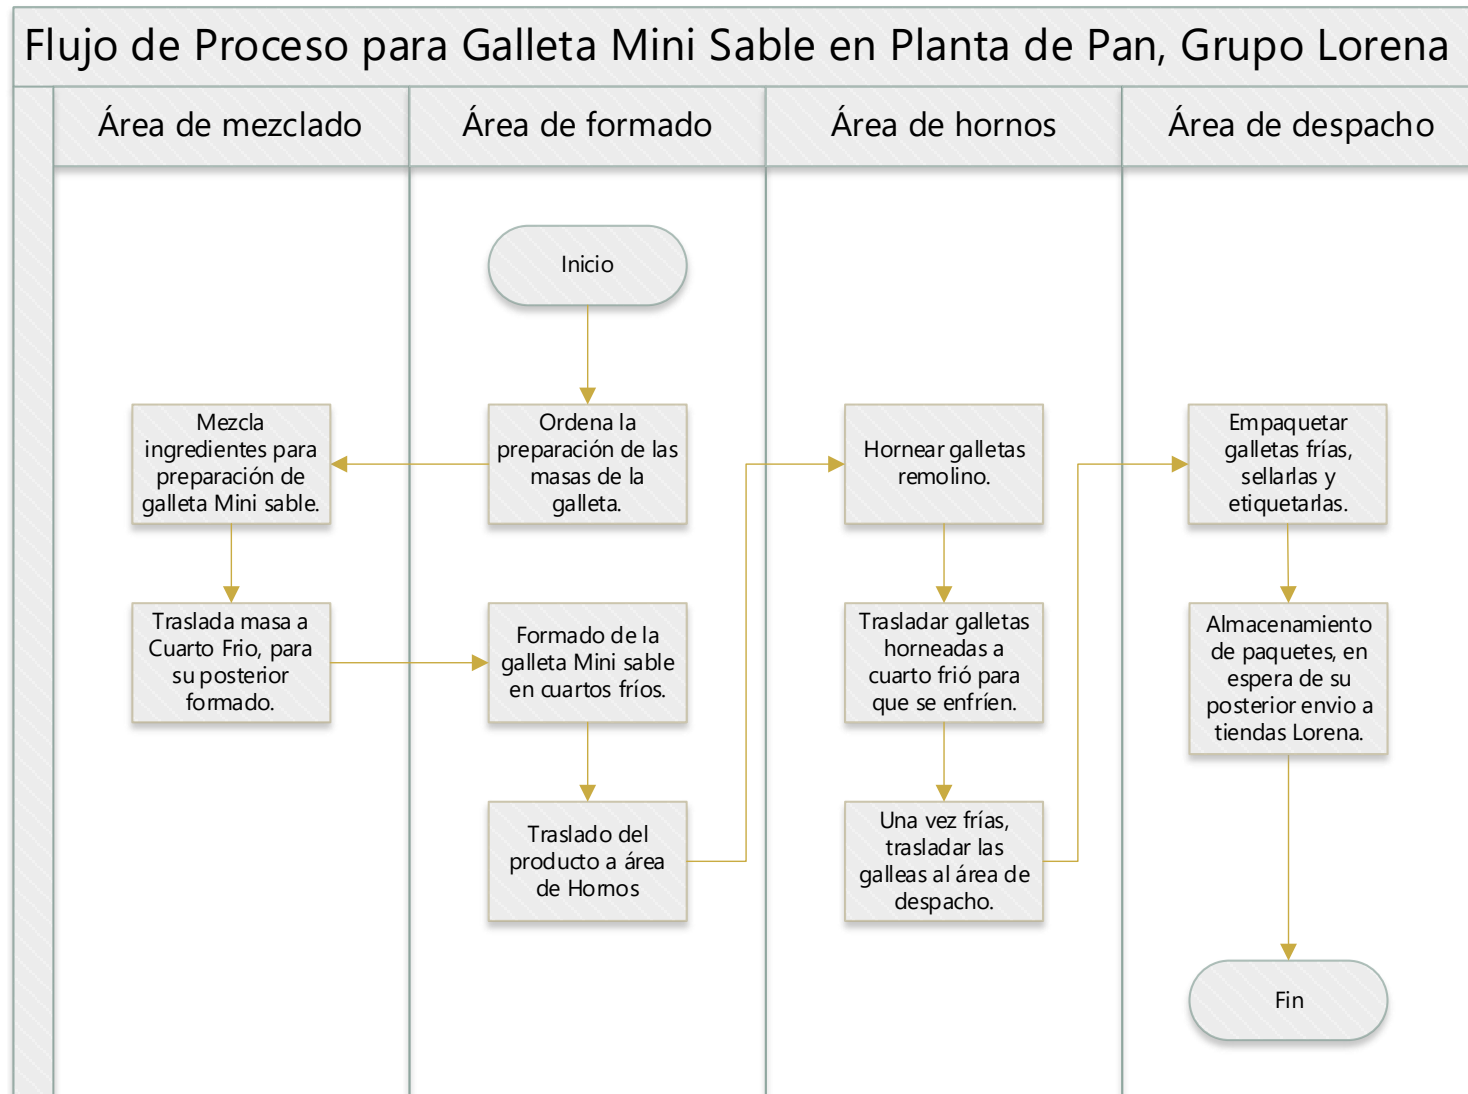 Flujo de Proceso para Galleta Mini Sable en Planta de Pan, Grupo Lorena
Área de mezclado
Área de formado
Área de hornos
Área de despacho
Inicio
Ordena la
preparación de las
masas de la
galleta.
Mezcla
ingredientes para
preparación de
galleta Mini sable.
Traslada masa a
Cuarto Frio, para
su posterior
formado.
Formado de la
galleta Mini sable
en cuartos fríos.
Traslado del
producto a área
de Hornos
Hornear galletas
remolino.
Trasladar galletas
horneadas a
cuarto frió para
que se enfríen.
Una vez frías,
trasladar las
galleas al área de
despacho.
Empaquetar
galletas frías,
sellarlas y
etiquetarlas.
Almacenamiento
de paquetes, en
espera de su
posterior envio a
tiendas Lorena.
Fin